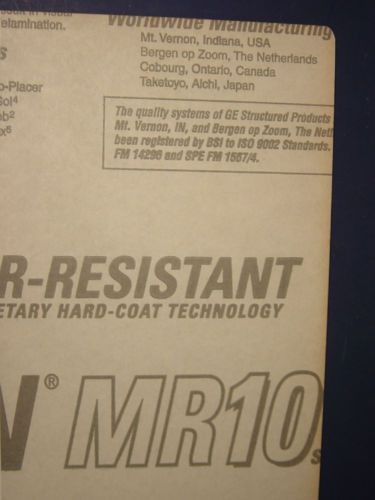 Worldwide Manufacturing
elamination.
Mt. Vernon, Indiana, USA
Bergen op Zoom, The Netherlands
Cobourg, Ontario, Canada
Taketoyo, Aichi, Japan
o-Placer
Sol4
The quality systems of GE Structured Products
Mt. Vernon, IN, and Bergen op Zoom, The Neth
been registered by BSI to ISO 9002 Standards.
FM 14296 and SPE FM 1567/4.
R-RESISTANT
ETARY HARD-COAT TECHNOLOGY
N® MR10